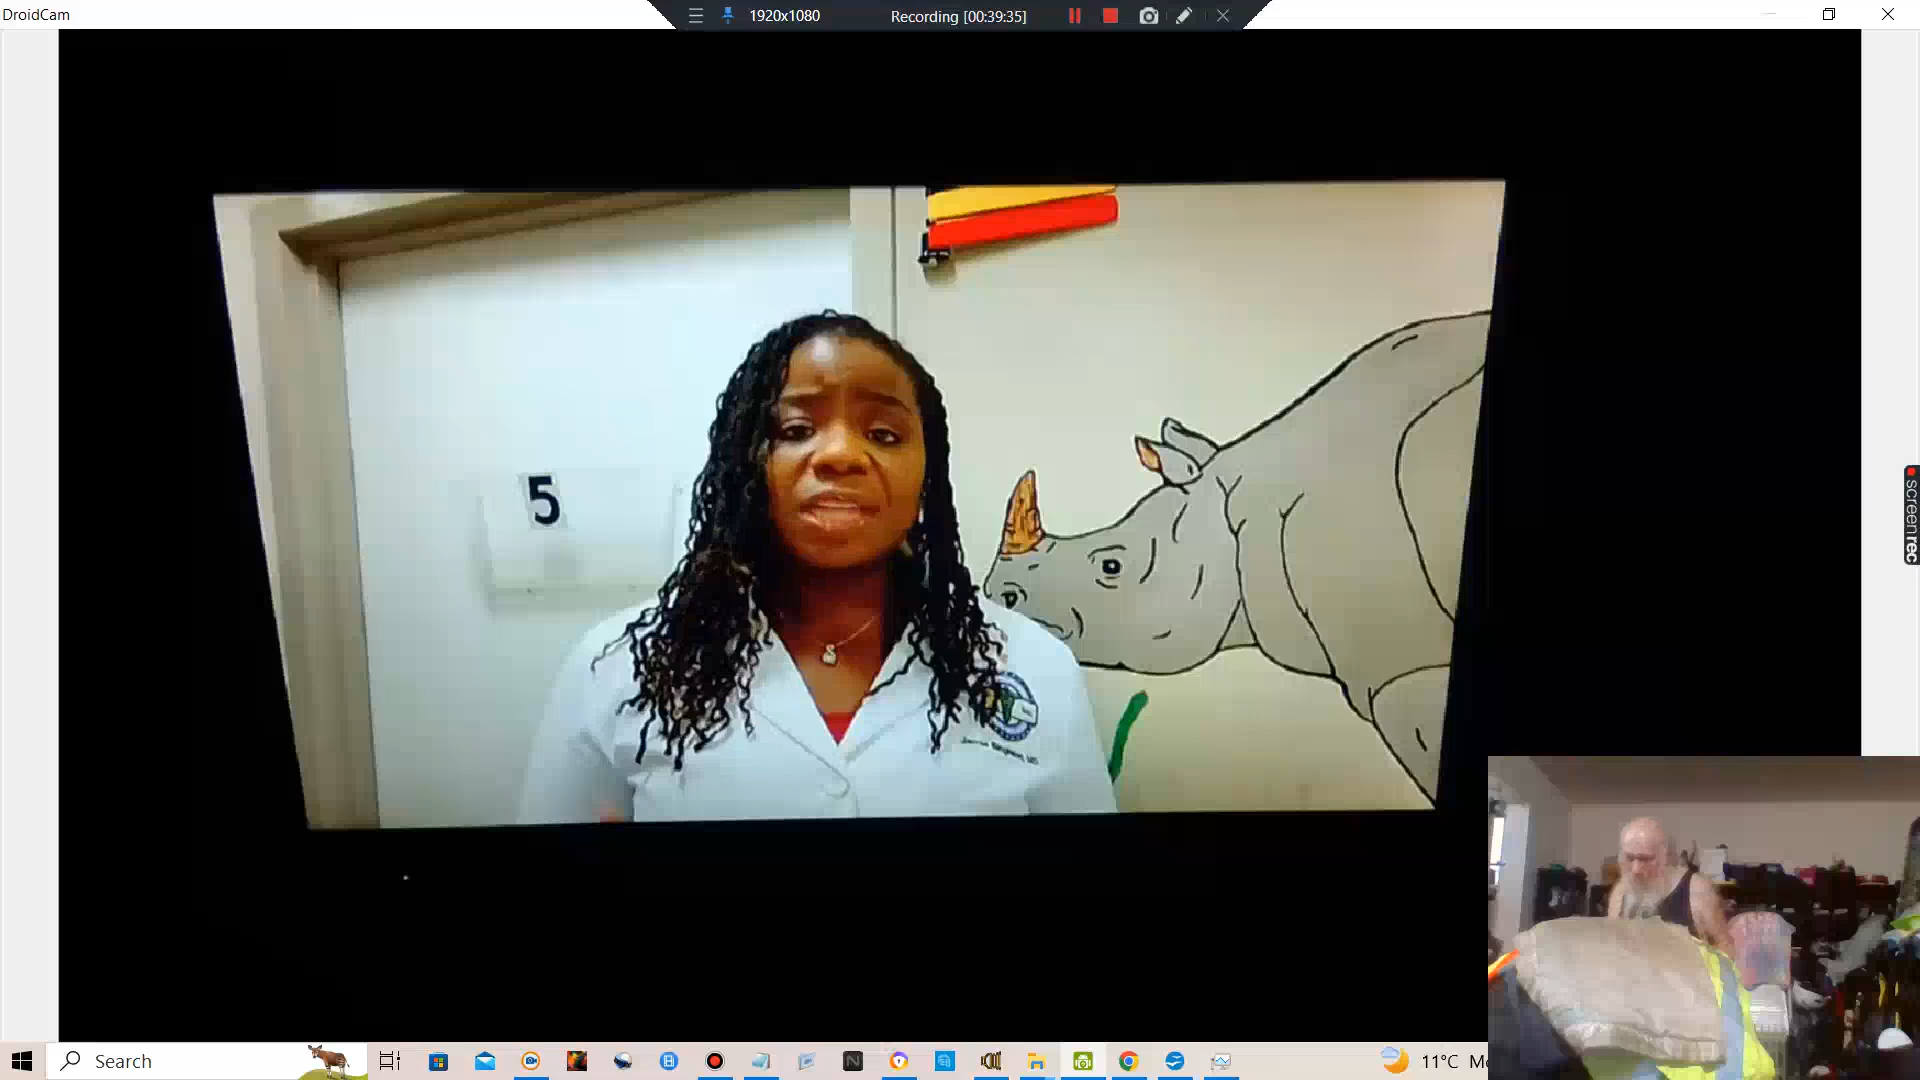 DroidCam
1920x1080
Recording [00:39:35]
5
screenrec
Search
11°C